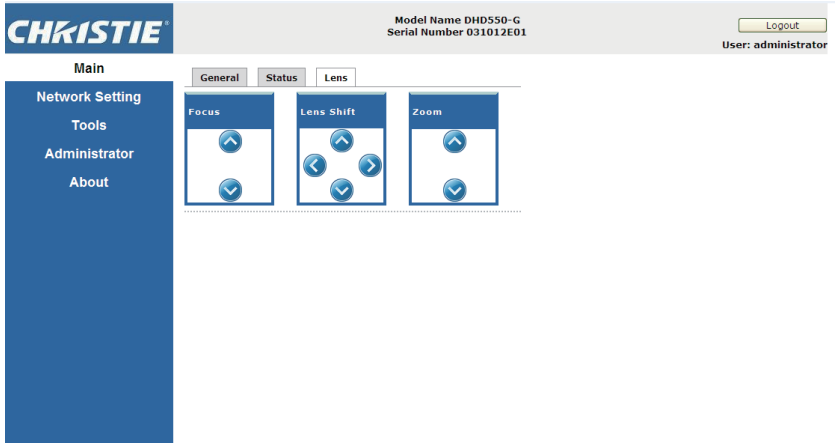 CHRISTIE®
Model Name DHD550-G
Serial Number 031012E01
Logout
User: administrator
Main
Network Setting
Tools
Administrator
About
General Status Lens
Focus Lens Shift Zoom